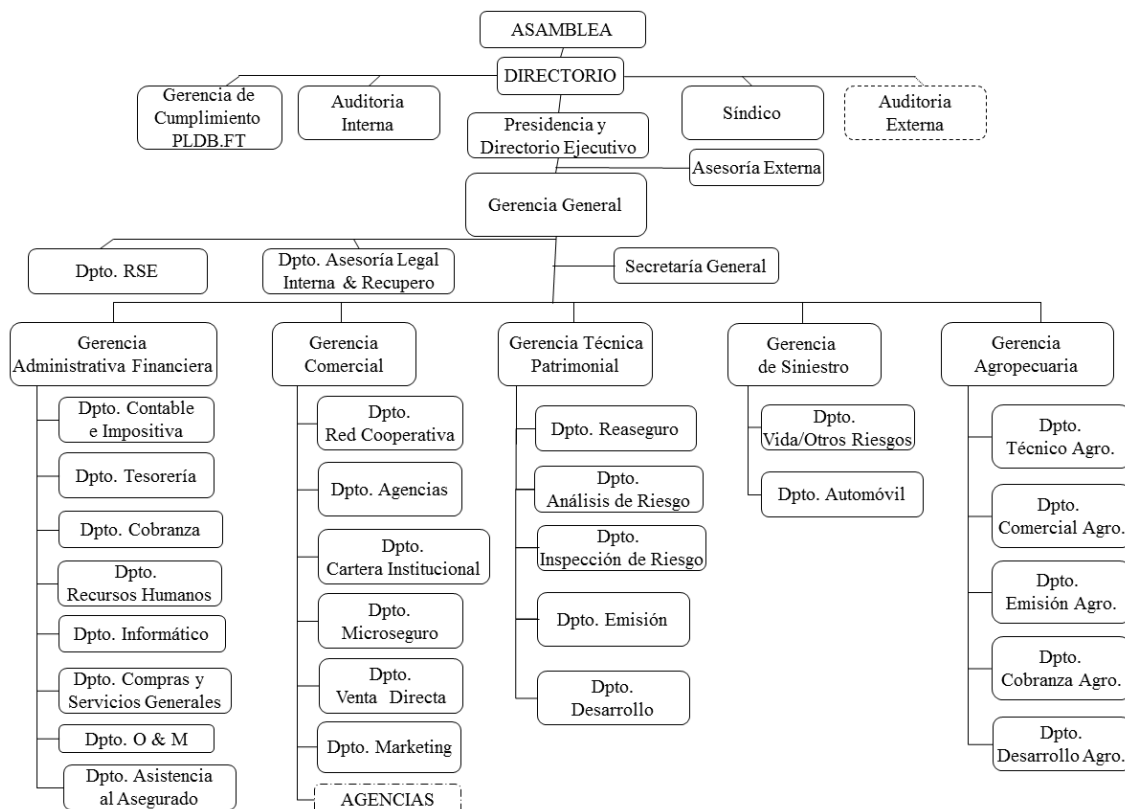 ASAMBLEA
DIRECTORIO
Gerencia de
Cumplimiento
PLDB.FT
Auditoria
Interna
Síndico
Auditoria
Externa
Presidencia y
Directorio Ejecutivo
Asesoría Externa
Gerencia General
Dpto. RSE
Dpto. Asesoría Legal
Interna & Recupero
Secretaría General
Gerencia
Administrativa Financiera
Dpto. Contable
e Impositiva
Dpto. Tesorería
Dpto. Cobranza
Dpto.
Recursos Humanos
Dpto. Informático
Dpto. Compras y
Servicios Generales
Dpto. O & M
Dpto. Asistencia
al Asegurado
Gerencia
Comercial
Dpto.
Red Cooperativa
Dpto. Agencias
Dpto.
Cartera Institucional
Dpto.
Microseguro
Dpto.
Venta Directa
Dpto. Marketing
AGENCIAS
Gerencia Técnica
Patrimonial
Dpto. Reaseguro
Dpto.
Análisis de Riesgo
Dpto.
Inspección de Riesgo
Dpto. Emisión
Dpto.
Desarrollo
Gerencia
de Siniestro
Dpto.
Vida/Otros Riesgos
Dpto. Automóvil
Gerencia
Agropecuaria
Dpto.
Técnico Agro.
Dpto.
Comercial Agro.
Dpto.
Emisión Agro.
Dpto.
Cobranza Agro.
Dpto.
Desarrollo Agro.